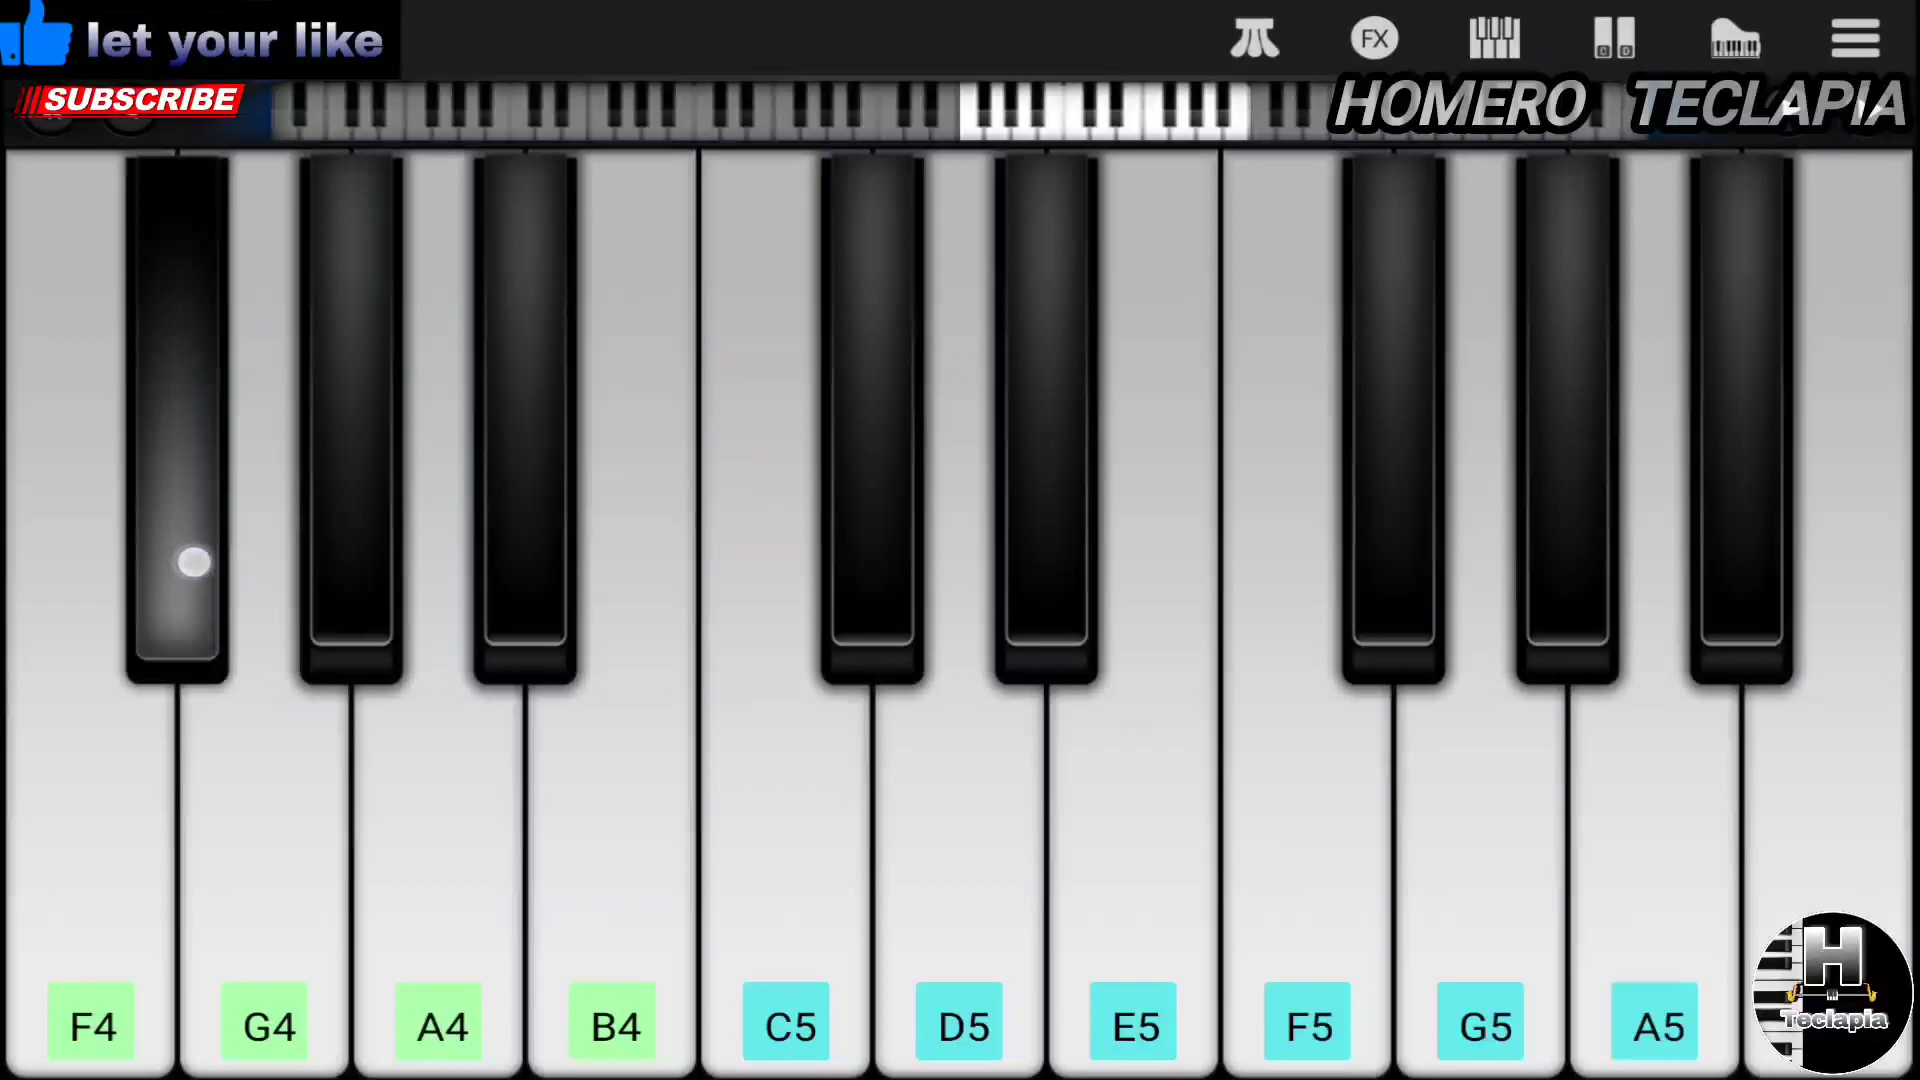 let your like
FX
SUBSCRIBE
HOMERO TECLAPIA
C D
F4 G4 A4 B4 C5 D5 E5 F5 G5 A5
H
Teclapia